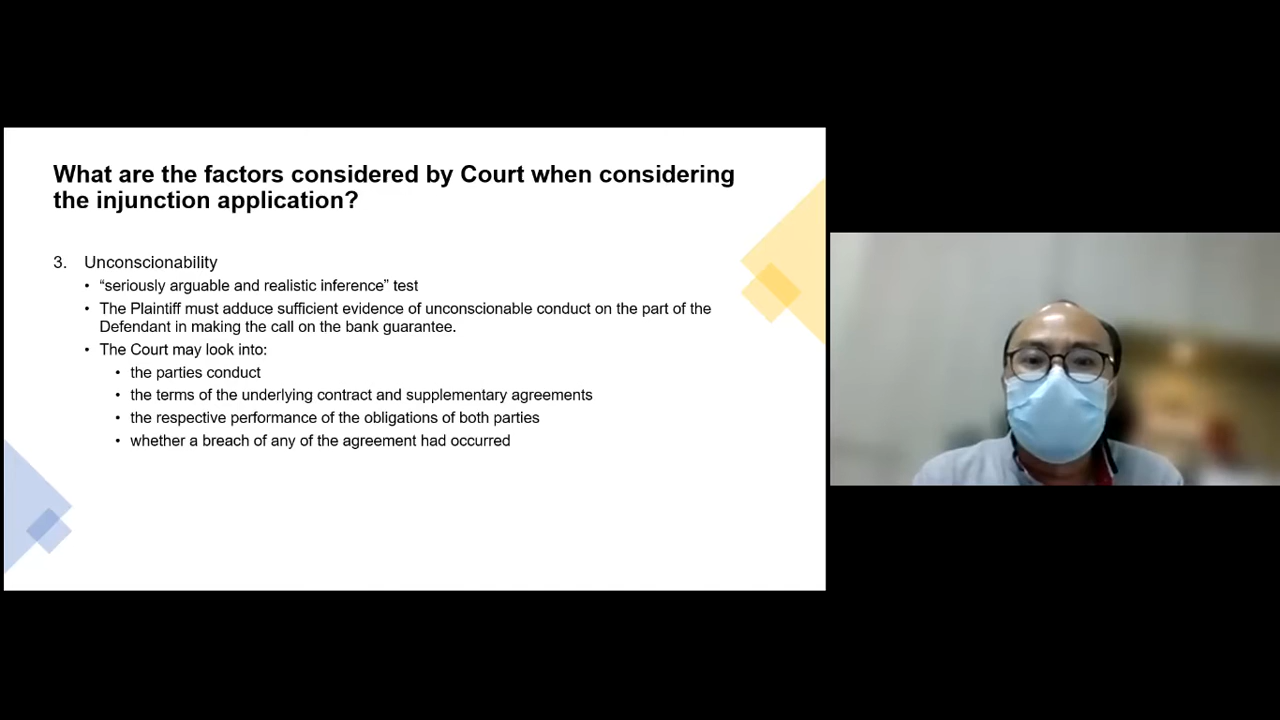 What are the factors considered by Court when considering
the injunction application?
3. Unconscionability
• “seriously arguable and realistic inference” test
• The Plaintiff must adduce sufficient evidence of unconscionable conduct on the part of the
Defendant in making the call on the bank guarantee.
• The Court may look into:
• the parties conduct
• the terms of the underlying contract and supplementary agreements
• the respective performance of the obligations of both parties
• whether a breach of any of the agreement had occurred